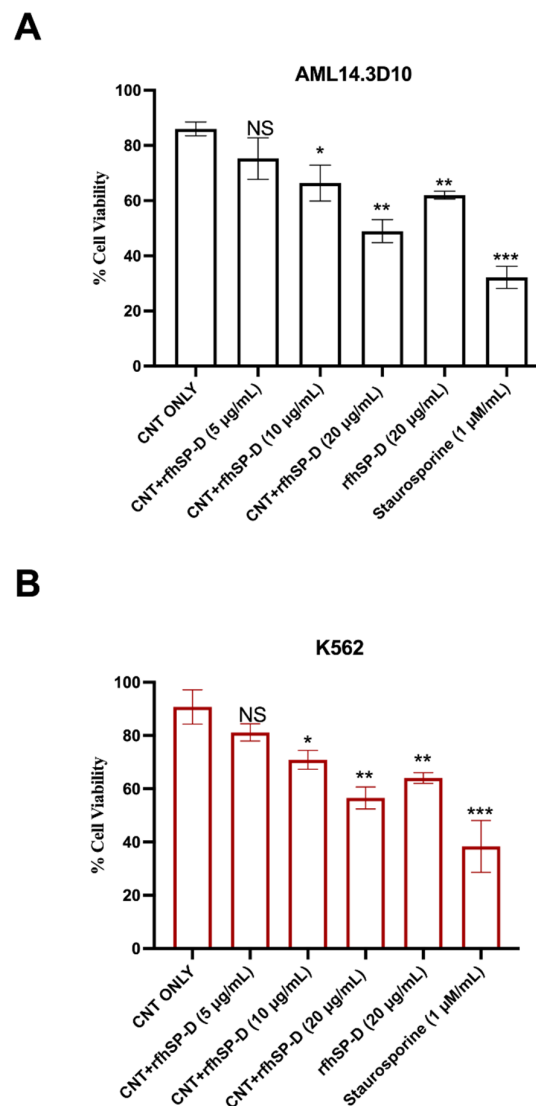 A
AML14.3D10
100
80
60
40
20
0
% Cell Viability
NS
*
**
**
***
CNT ONLY
CNT+rfhSP-D (5 µg/mL)
CNT+rfhSP-D (10 µg/mL)
CNT+rfhSP-D (20 µg/mL)
rfhSP-D (20 µg/mL)
Staurosporine (1 µM/mL)
B
K562
100
80
60
40
20
0
% Cell Viability
NS
*
**
**
***
CNT ONLY
CNT+rfhSP-D (5 µg/mL)
CNT+rfhSP-D (10 µg/mL)
CNT+rfhSP-D (20 µg/mL)
rfhSP-D (20 µg/mL)
Staurosporine (1 µM/mL)